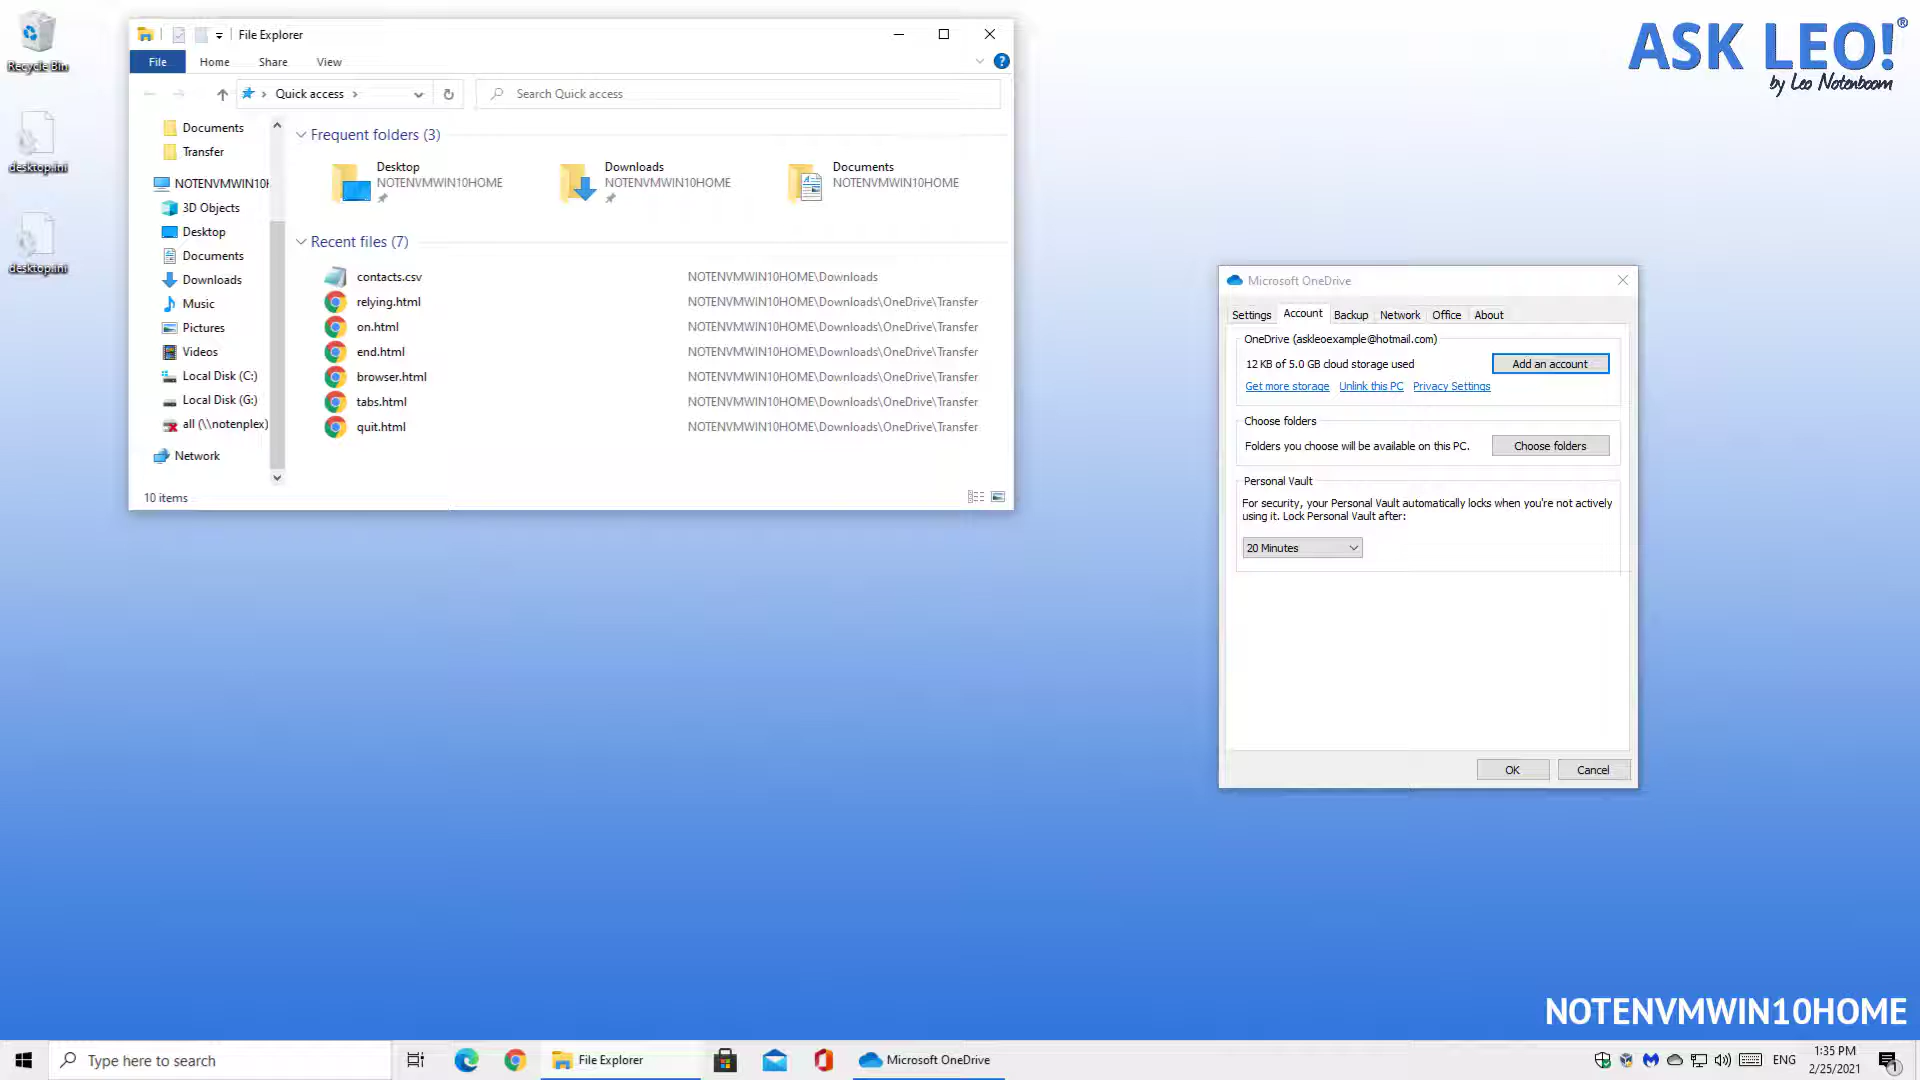 Recycle Bin
desktop.ini
desktop.ini
File Explorer
File Home Share View
Quick access
Search Quick access
Documents
Transfer
NOTENVMWIN10H
3D Objects
Desktop
Documents
Downloads
Music
Pictures
Videos
Local Disk (C:)
Local Disk (G:)
all (\\notenplex)
Network
Frequent folders (3)
Desktop
NOTENVMWIN10HOME
Downloads
NOTENVMWIN10HOME
Documents
NOTENVMWIN10HOME
Recent files (7)
contacts.csv NOTENVMWIN10HOME\Downloads
relying.html NOTENVMWIN10HOME\Downloads\OneDrive\Transfer
on.html NOTENVMWIN10HOME\Downloads\OneDrive\Transfer
end.html NOTENVMWIN10HOME\Downloads\OneDrive\Transfer
browser.html NOTENVMWIN10HOME\Downloads\OneDrive\Transfer
tabs.html NOTENVMWIN10HOME\Downloads\OneDrive\Transfer
quit.html NOTENVMWIN10HOME\Downloads\OneDrive\Transfer
10 items
ASK LEO!®
by Leo Notenboom
Microsoft OneDrive
Settings Account Backup Network Office About
OneDrive (askleoexample@hotmail.com)
12 KB of 5.0 GB cloud storage used
Add an account
Get more storage Unlink this PC Privacy Settings
Choose folders
Folders you choose will be available on this PC.
Choose folders
Personal Vault
For security, your Personal Vault automatically locks when you're not actively
using it. Lock Personal Vault after:
20 Minutes
OK Cancel
NOTENVMWIN10HOME
Type here to search
File Explorer
Microsoft OneDrive
ENG
1:35 PM
2/25/2021
1